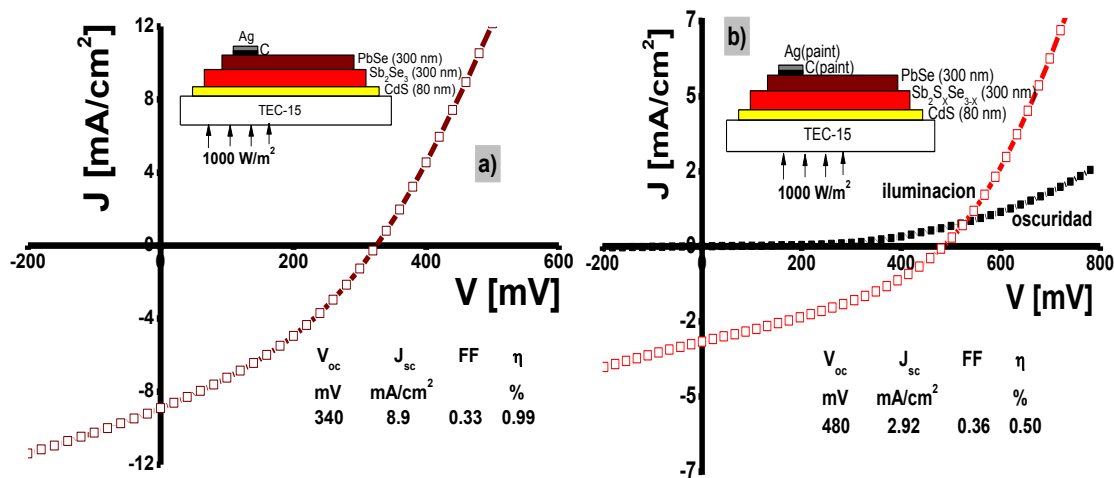 a)
J [mA/cm²]
12
8
4
0
-4
-8
-12
-200
0
200
400
600
V [mV]
Ag
C
PbSe (300 nm)
Sb₂Se₃ (300 nm)
CdS (80 nm)
TEC-15
1000 W/m²
Voc Jsc FF η
mV mA/cm² %
340 8.9 0.33 0.99
b)
J [mA/cm²]
7
5
2
0
-2
-5
-7
-200
0
200
400
600
800
V [mV]
Ag(paint)
C(paint)
PbSe (300 nm)
Sb₂SₓSe₃₋ₓ (300 nm)
CdS (80 nm)
TEC-15
1000 W/m²
iluminacion
oscuridad
Voc Jsc FF η
mV mA/cm² %
480 2.92 0.36 0.50